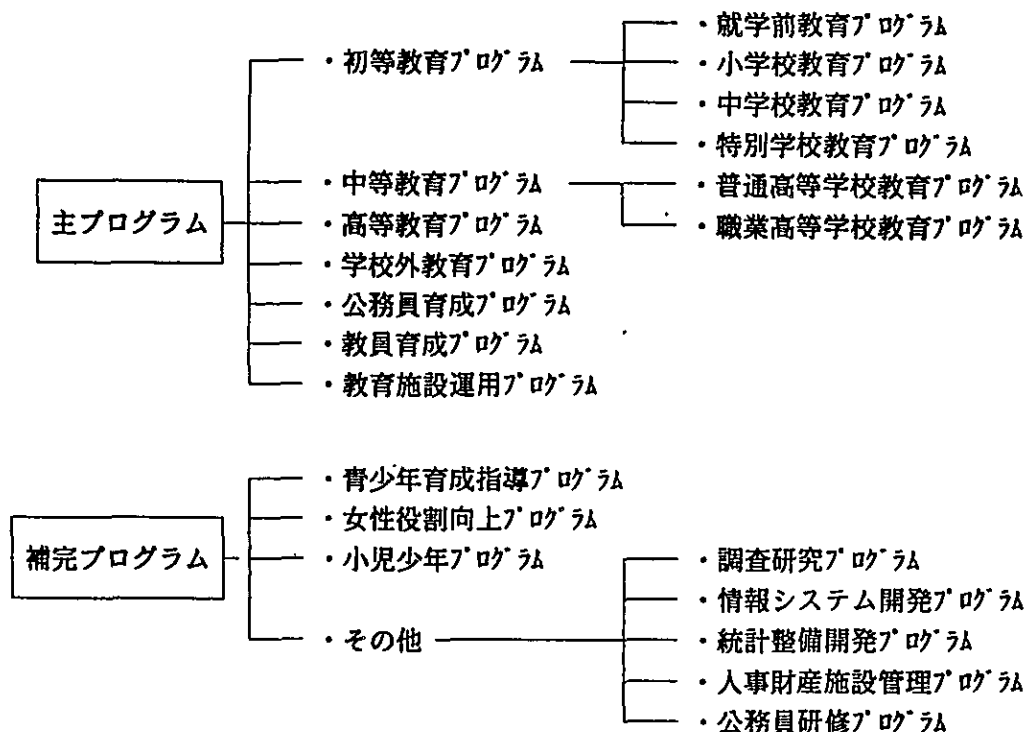 ・就学前教育ﾌﾟﾛｸﾞﾗﾑ
・初等教育ﾌﾟﾛｸﾞﾗﾑ
・小学校教育ﾌﾟﾛｸﾞﾗﾑ
・中学校教育ﾌﾟﾛｸﾞﾗﾑ
・特別学校教育ﾌﾟﾛｸﾞﾗﾑ
・中等教育ﾌﾟﾛｸﾞﾗﾑ
・普通高等学校教育ﾌﾟﾛｸﾞﾗﾑ
主プログラム
・高等教育ﾌﾟﾛｸﾞﾗﾑ
・職業高等学校教育ﾌﾟﾛｸﾞﾗﾑ
・学校外教育ﾌﾟﾛｸﾞﾗﾑ
・公務員育成ﾌﾟﾛｸﾞﾗﾑ
・教員育成ﾌﾟﾛｸﾞﾗﾑ
・教育施設運用ﾌﾟﾛｸﾞﾗﾑ
・青少年育成指導ﾌﾟﾛｸﾞﾗﾑ
・女性役割向上ﾌﾟﾛｸﾞﾗﾑ
補完プログラム
・小児少年ﾌﾟﾛｸﾞﾗﾑ
・調査研究ﾌﾟﾛｸﾞﾗﾑ
・情報システム開発ﾌﾟﾛｸﾞﾗﾑ
・その他
・統計整備開発ﾌﾟﾛｸﾞﾗﾑ
・人事財産施設管理ﾌﾟﾛｸﾞﾗﾑ
・公務員研修ﾌﾟﾛｸﾞﾗﾑ